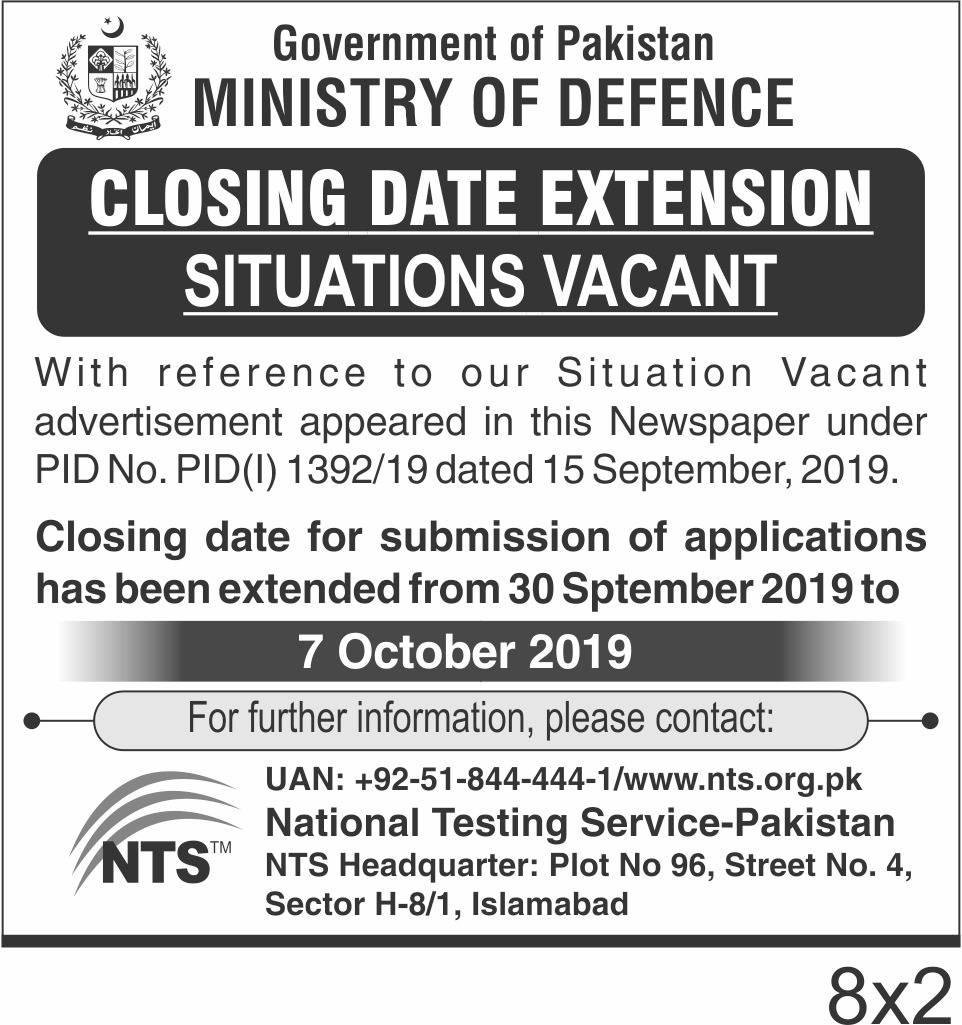 Government of Pakistan
MINISTRY OF DEFENCE
CLOSING DATE EXTENSION
SITUATIONS VACANT
With reference to our Situation Vacant
advertisement appeared in this Newspaper under
PID No. PID(I) 1392/19 dated 15 September, 2019.
Closing date for submission of applications
has been extended from 30 Sptember 2019 to
7 October 2019
For further information, please contact:
UAN: +92-51-844-444-1/www.nts.org.pk
National Testing Service-Pakistan
NTS Headquarter: Plot No 96, Street No. 4,
Sector H-8/1, Islamabad
NTS™
8x2